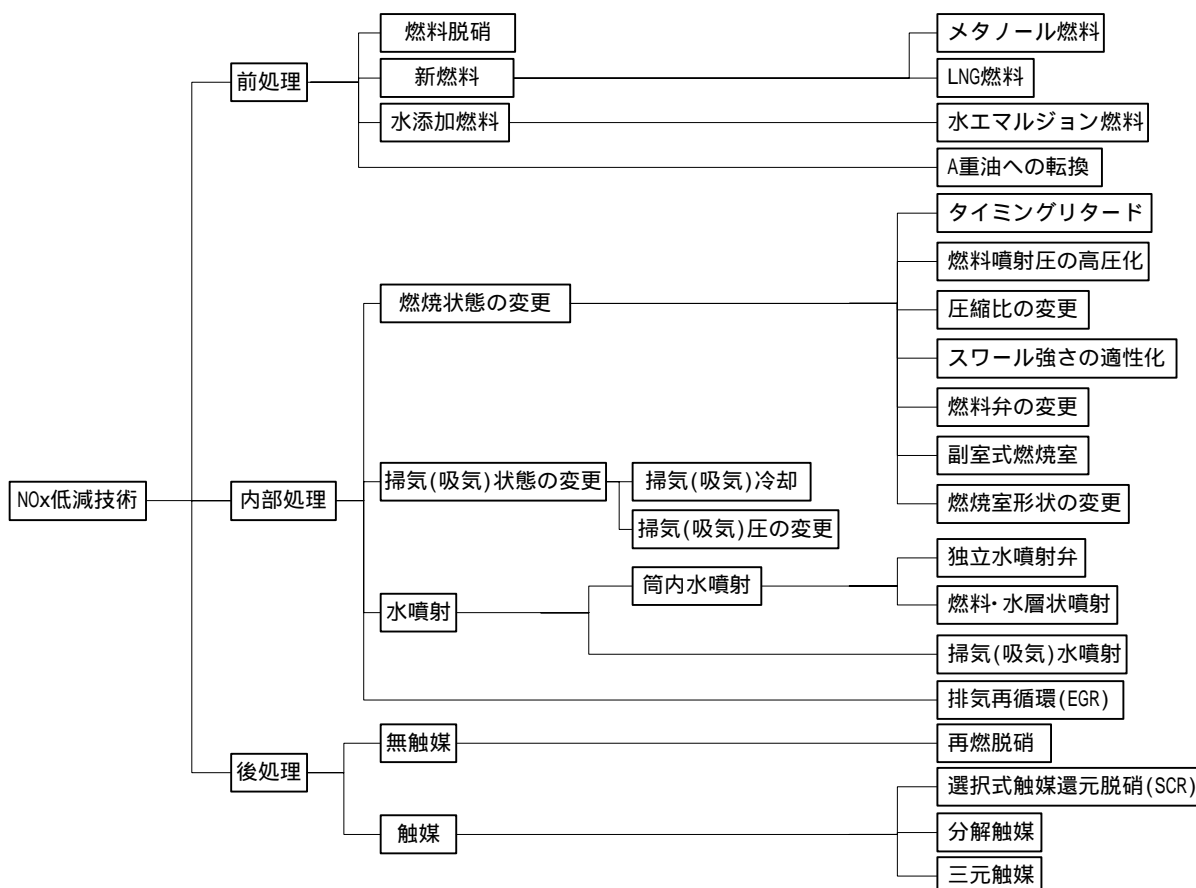 燃料脱硝
メタノール燃料
前処理
新燃料
LNG燃料
水添加燃料
水エマルジョン燃料
A重油への転換
タイミングリタード
燃料噴射圧の高圧化
燃焼状態の変更
圧縮比の変更
スワール強さの適性化
燃料弁の変更
副室式燃焼室
NOx低減技術
内部処理
掃気(吸気)状態の変更
掃気(吸気)冷却
燃焼室形状の変更
掃気(吸気)圧の変更
独立水噴射弁
筒内水噴射
水噴射
燃料・水層状噴射
掃気(吸気)水噴射
排気再循環(EGR)
無触媒
再燃脱硝
後処理
選択式触媒還元脱硝(SCR)
触媒
分解触媒
三元触媒